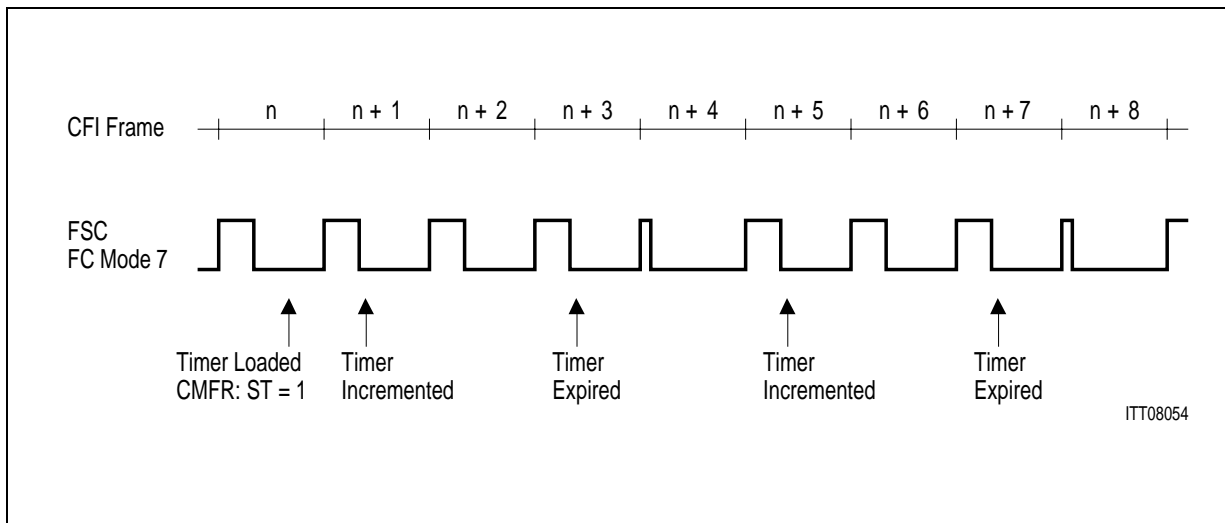 n n + 1 n + 2 n + 3 n + 4 n + 5 n + 6 n + 7 n + 8
CFI Frame
FSC
FC Mode 7
Timer Loaded
CMFR: ST = 1
Timer
Incremented
Timer
Expired
Timer
Incremented
Timer
Expired
ITT08054